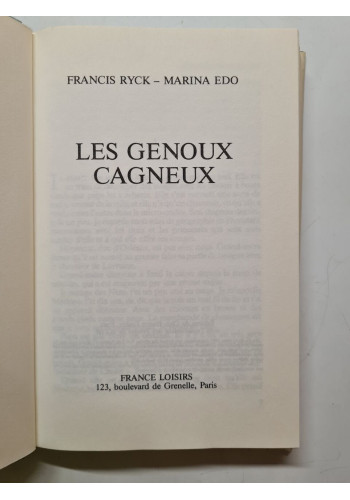 FRANCIS RYCK – MARINA EDO
LES GENOUX
CAGNEUX
FRANCE LOISIRS
123, boulevard de Grenelle, Paris